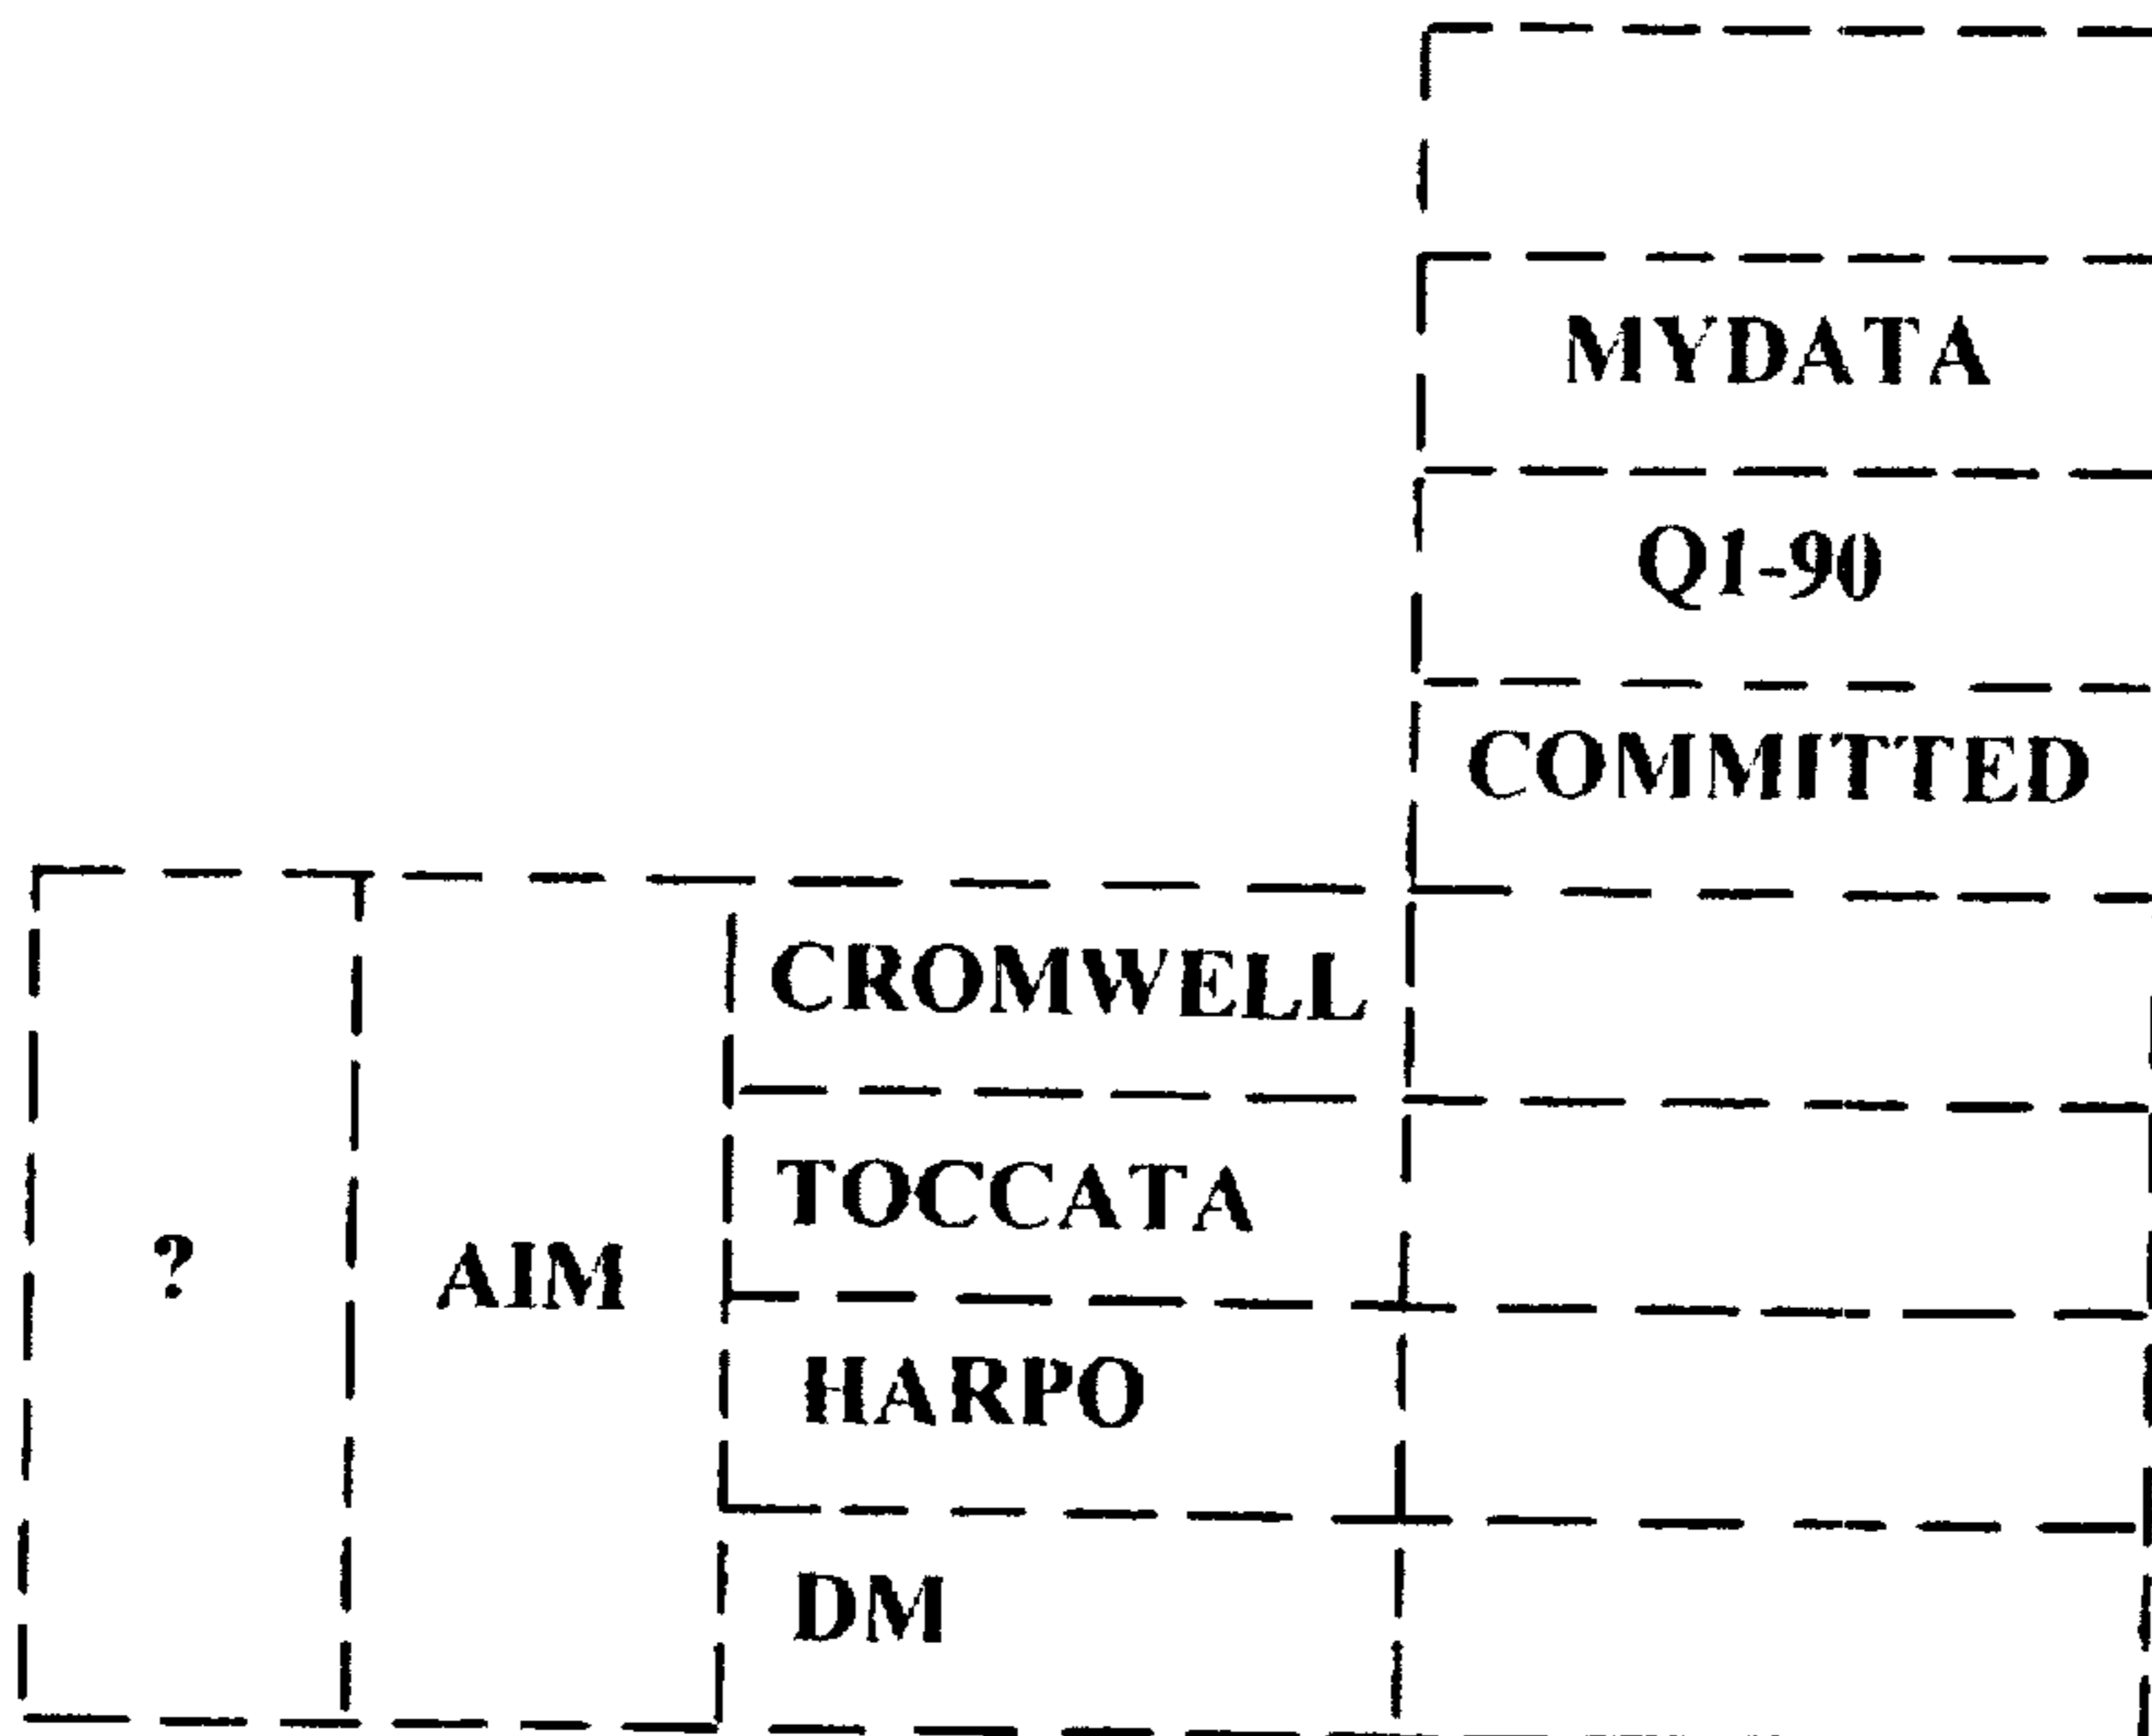 MYDATA
Q1-90
COMMITTED
CROMWELL
TOCCATA
? AIM
HARPO
DM